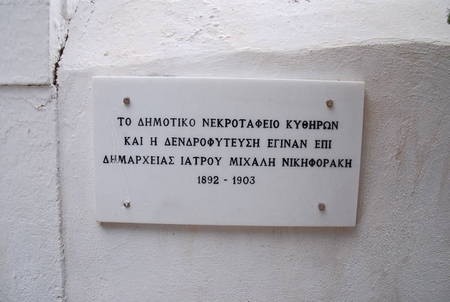 ΤΟ ΔΗΜΟΤΙΚΟ ΝΕΚΡΟΤΑΦΕΙΟ ΚΥΘΗΡΩΝ
ΚΑΙ Η ΔΕΝΔΡΟΦΥΤΕΥΣΗ ΕΓΙΝΑΝ ΕΠΙ
ΔΗΜΑΡΧΕΙΑΣ ΙΑΤΡΟΥ ΜΙΧΑΛΗ ΝΙΚΗΦΟΡΑΚΗ
1892 - 1903